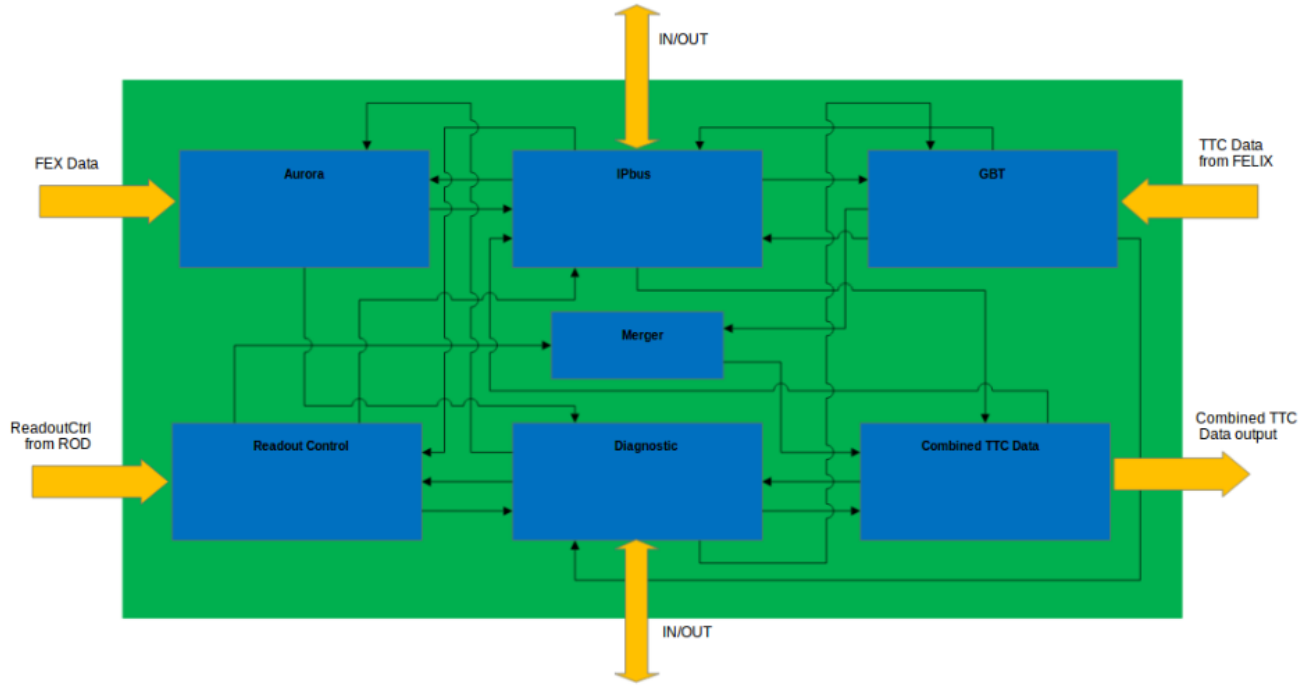 IN/OUT
FEX Data
Aurora
IPbus
GBT
TTC Data
from FELIX
Merger
ReadoutCtrl
from ROD
Readout Control
Diagnostic
Combined TTC Data
Combined TTC
Data output
IN/OUT